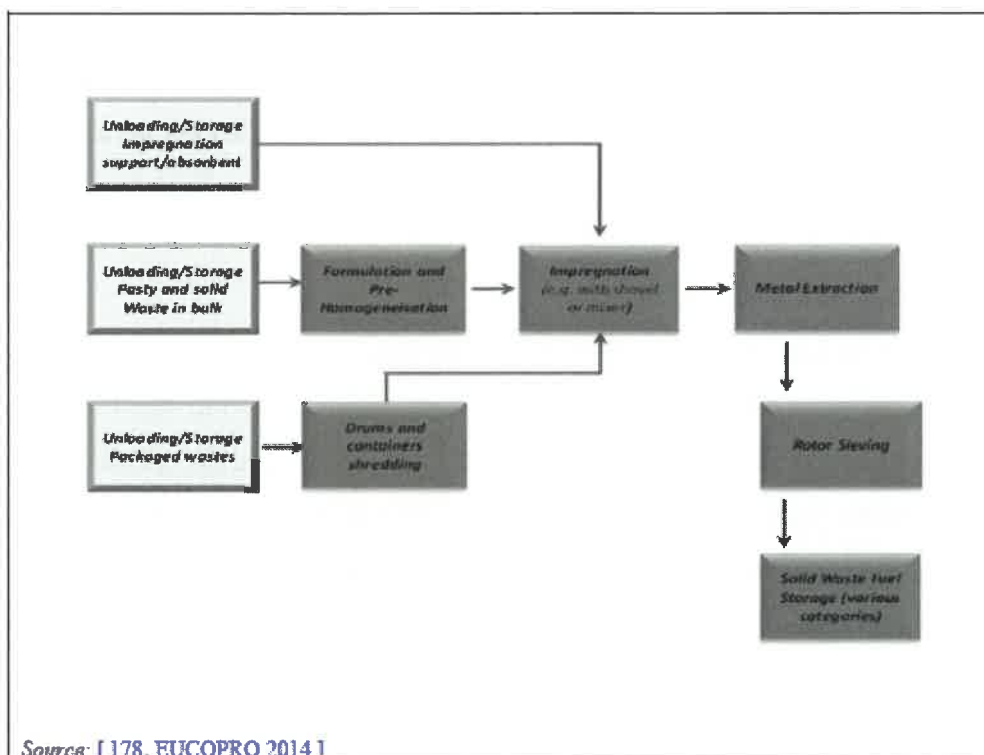 Unloading/Storage
Impregnation
support/absorbent
Unloading/Storage
Pasty and solid
Waste in bulk
Formulation and
Pre-
Homogeneisation
Impregnation
(e.g. with shovel
or mixer)
Metal Extraction
Unloading/Storage
Packaged wastes
Drums and
containers
shredding
Rotor Sieving
Solid Waste Fuel
Storage (various
categories)
Source: [ 178, EUCOPRO 2014 ]